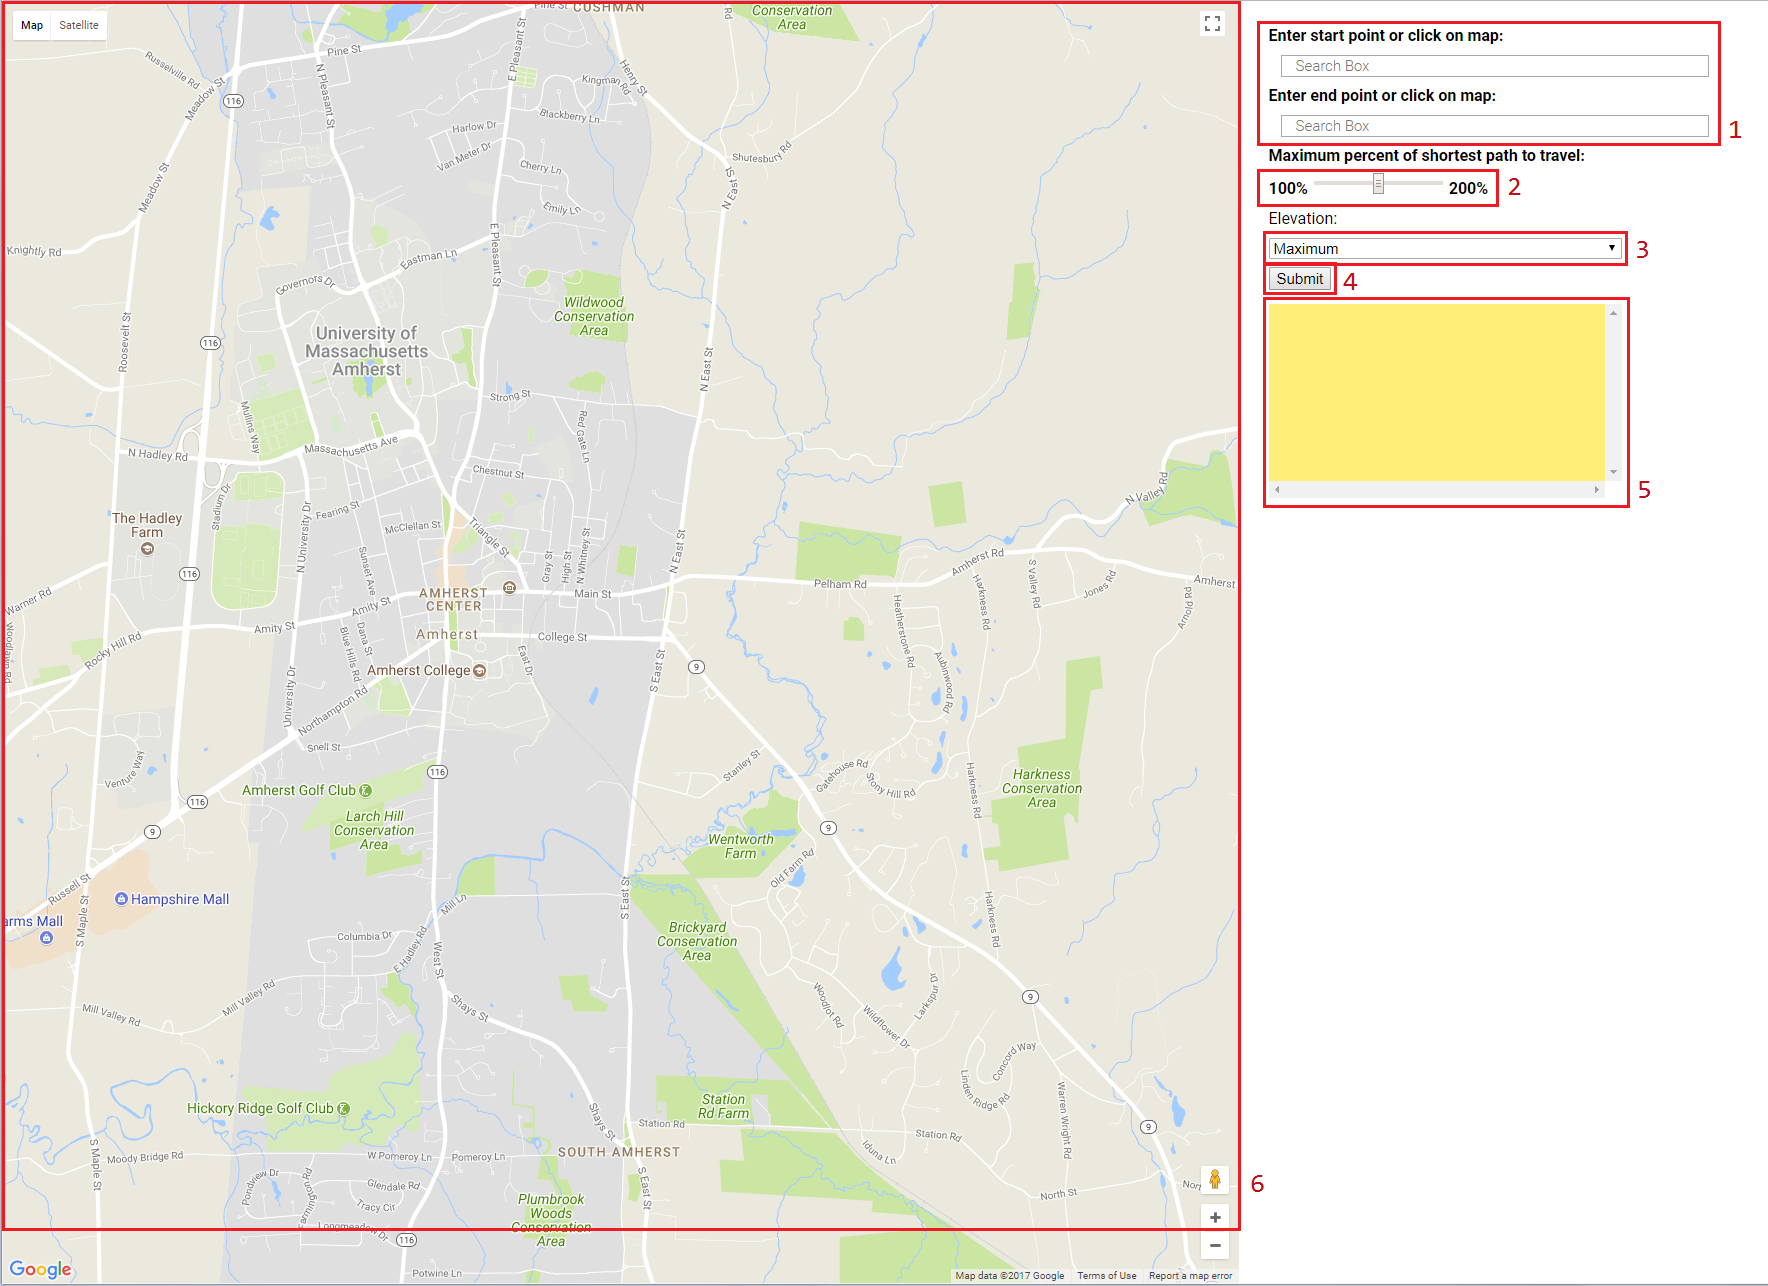 Map
Satellite
Pine St
CUSHMAN
Rd
Conservation
Area
Pine St
Russellville Rd
Meadow St
116
N Pleasant St
E Pleasant St
Kingman Rd
Henry St
Blackberry Ln
Harlow Dr
Van Meter Dr
Cherry Ln
Shutesbury Rd
Meadow St
Emily Ln
N East St
Knightly Rd
E Pleasant St
Eastman Ln
Governors Dr
Wildwood
Conservation
Area
Roosevelt St
116
University of
Massachusetts
Amherst
N East St
Strong St
Mullins Way
Red Gate Ln
Massachusetts Ave
N Hadley Rd
Chestnut St
Stadium Dr
N Valley Rd
The Hadley
Farm
Fearing St
McClellan St
Triangle St
N University Dr
Sunset Ave
Gray St
High St
N Whitney St
N East St
116
Amherst Rd
S Valley Rd
Jones Rd
Amherst
Pelham Rd
Harkness Rd
Arnold Rd
Warner Rd
AMHERST
CENTER
Main St
Amity St
Amity St
Heatherstone Rd
Woodlawn Rd
Rocky Hill Rd
Blue Hills Rd
Dana St
Amherst
College St
East Dr
Amherst College
S East St
9
Aubinwood Rd
University Dr
Northampton Rd
Snell St
Venture Way
116
Stanley St
Gatehouse Rd
Stony Hill Rd
Harkness Rd
Harkness
Conservation
Area
Amherst Golf Club
116
Larch Hill
Conservation
Area
9
9
Wentworth
Farm
Old Farm Rd
Russell St
Hampshire Mall
arms Mall
S Maple St
Mill Ln
S East St
Harkness Rd
Brickyard
Conservation
Area
Columbia Dr
E Hadley Rd
West St
Mill Valley Rd
Mill Valley Rd
Shays St
Woodlot Rd
Wildflower Dr
Larkspur Dr
9
Concord Way
Linden Ridge Rd
Warren Wright Rd
Hickory Ridge Golf Club
Station
Rd Farm
Shays St
Station Rd
Station Rd
Iduna Ln
9
S Maple St
Moody Bridge Rd
W Pomeroy Ln
Pomeroy Ln
SOUTH AMHERST
Pondview Dr
Farmington Rd
Glendale Rd
Tracy Cir
Longmeadow Dr
S East St
North St
Nor
Plumbrook
Woods
Conservation
Area
116
Potwine Ln
+
−
Google
Map data ©2017 Google
Terms of Use
Report a map error
Enter start point or click on map:
Search Box
Enter end point or click on map:
Search Box
1
Maximum percent of shortest path to travel:
100%
200%
2
Elevation:
Maximum
3
Submit
4
5
6